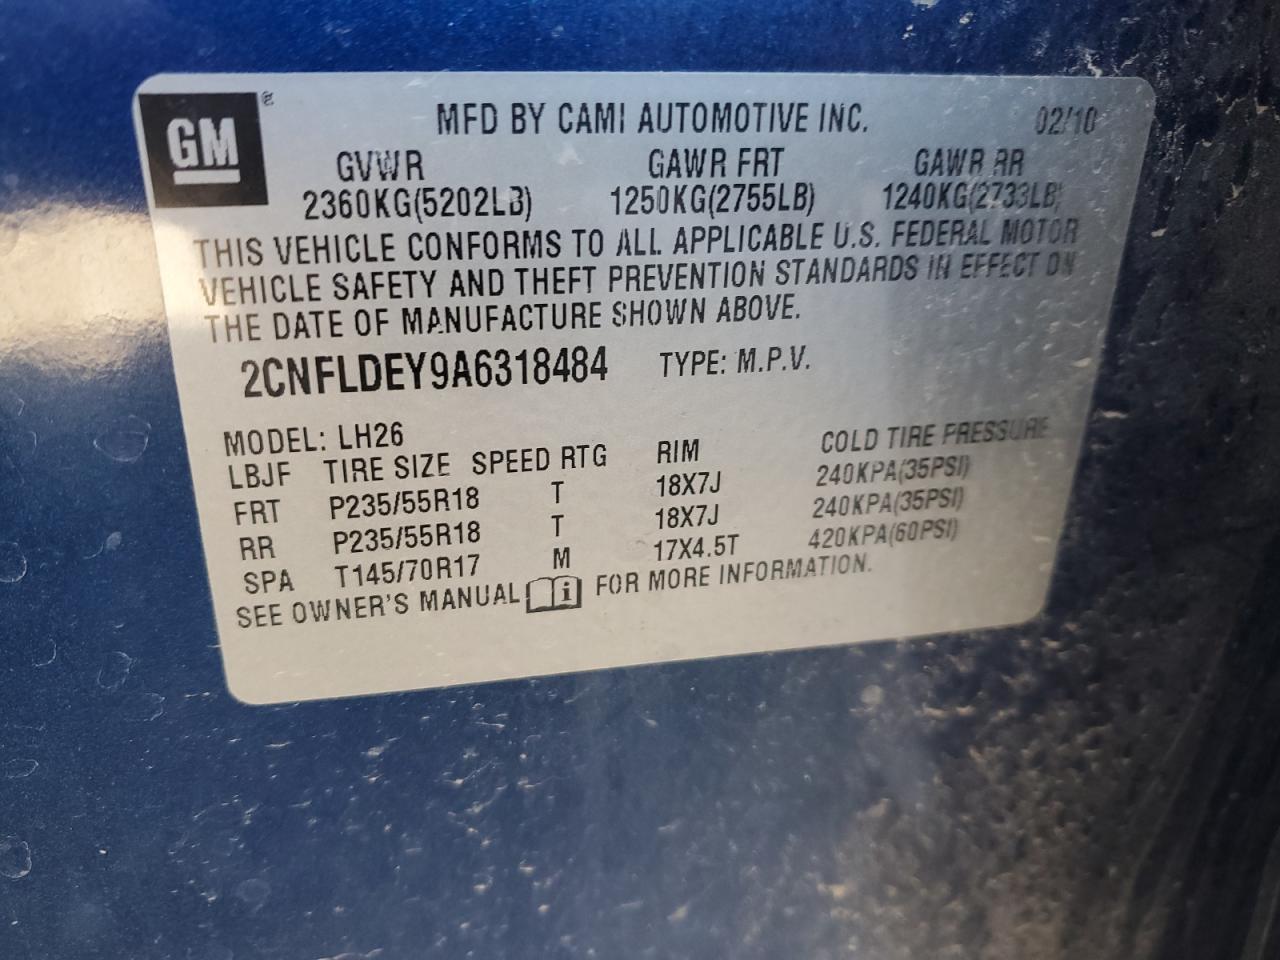 GM®
MFD BY CAMI AUTOMOTIVE INC. 02/10
GVWR GAWR FRT GAWR RR
2360KG(5202LB) 1250KG(2755LB) 1240KG(2733LB)
THIS VEHICLE CONFORMS TO ALL APPLICABLE U.S. FEDERAL MOTOR
VEHICLE SAFETY AND THEFT PREVENTION STANDARDS IN EFFECT ON
THE DATE OF MANUFACTURE SHOWN ABOVE.
2CNFLDEY9A6318484 TYPE: M.P.V.
MODEL: LH26
LBJF TIRE SIZE SPEED RTG RIM COLD TIRE PRESSURE
FRT P235/55R18 T 18X7J 240KPA(35PSI)
RR P235/55R18 T 18X7J 240KPA(35PSI)
SPA T145/70R17 M 17X4.5T 420KPA(60PSI)
SEE OWNER'S MANUAL i FOR MORE INFORMATION.